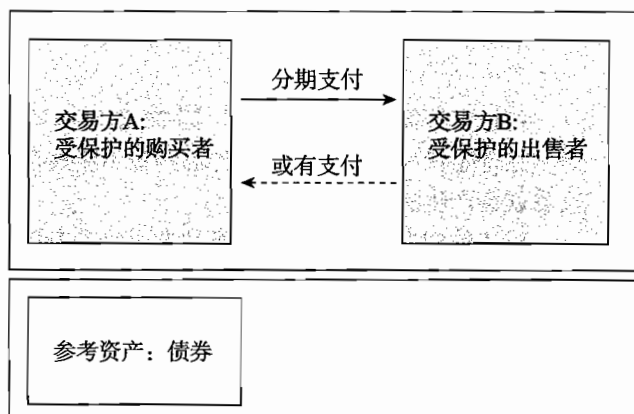 分期支付
交易方A:
受保护的购买者
交易方B:
受保护的出售者
或有支付
参考资产：债券